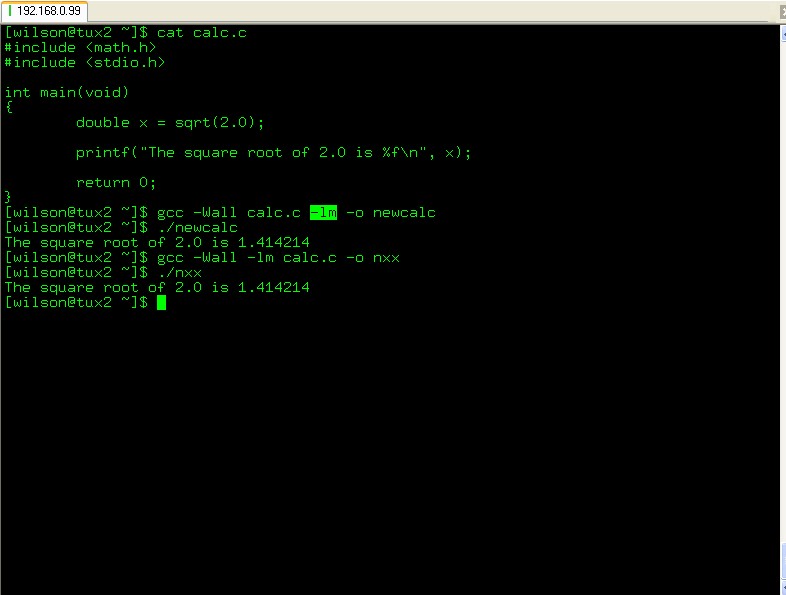 192.168.0.99
[wilson@tux2 ~]$ cat calc.c
#include <math.h>
#include <stdio.h>
int main(void)
{
double x = sqrt(2.0);
printf("The square root of 2.0 is %f\n", x);
return 0;
}
[wilson@tux2 ~]$ gcc -Wall calc.c -lm -o newcalc
[wilson@tux2 ~]$ ./newcalc
The square root of 2.0 is 1.414214
[wilson@tux2 ~]$ gcc -Wall -lm calc.c -o nxx
[wilson@tux2 ~]$ ./nxx
The square root of 2.0 is 1.414214
[wilson@tux2 ~]$